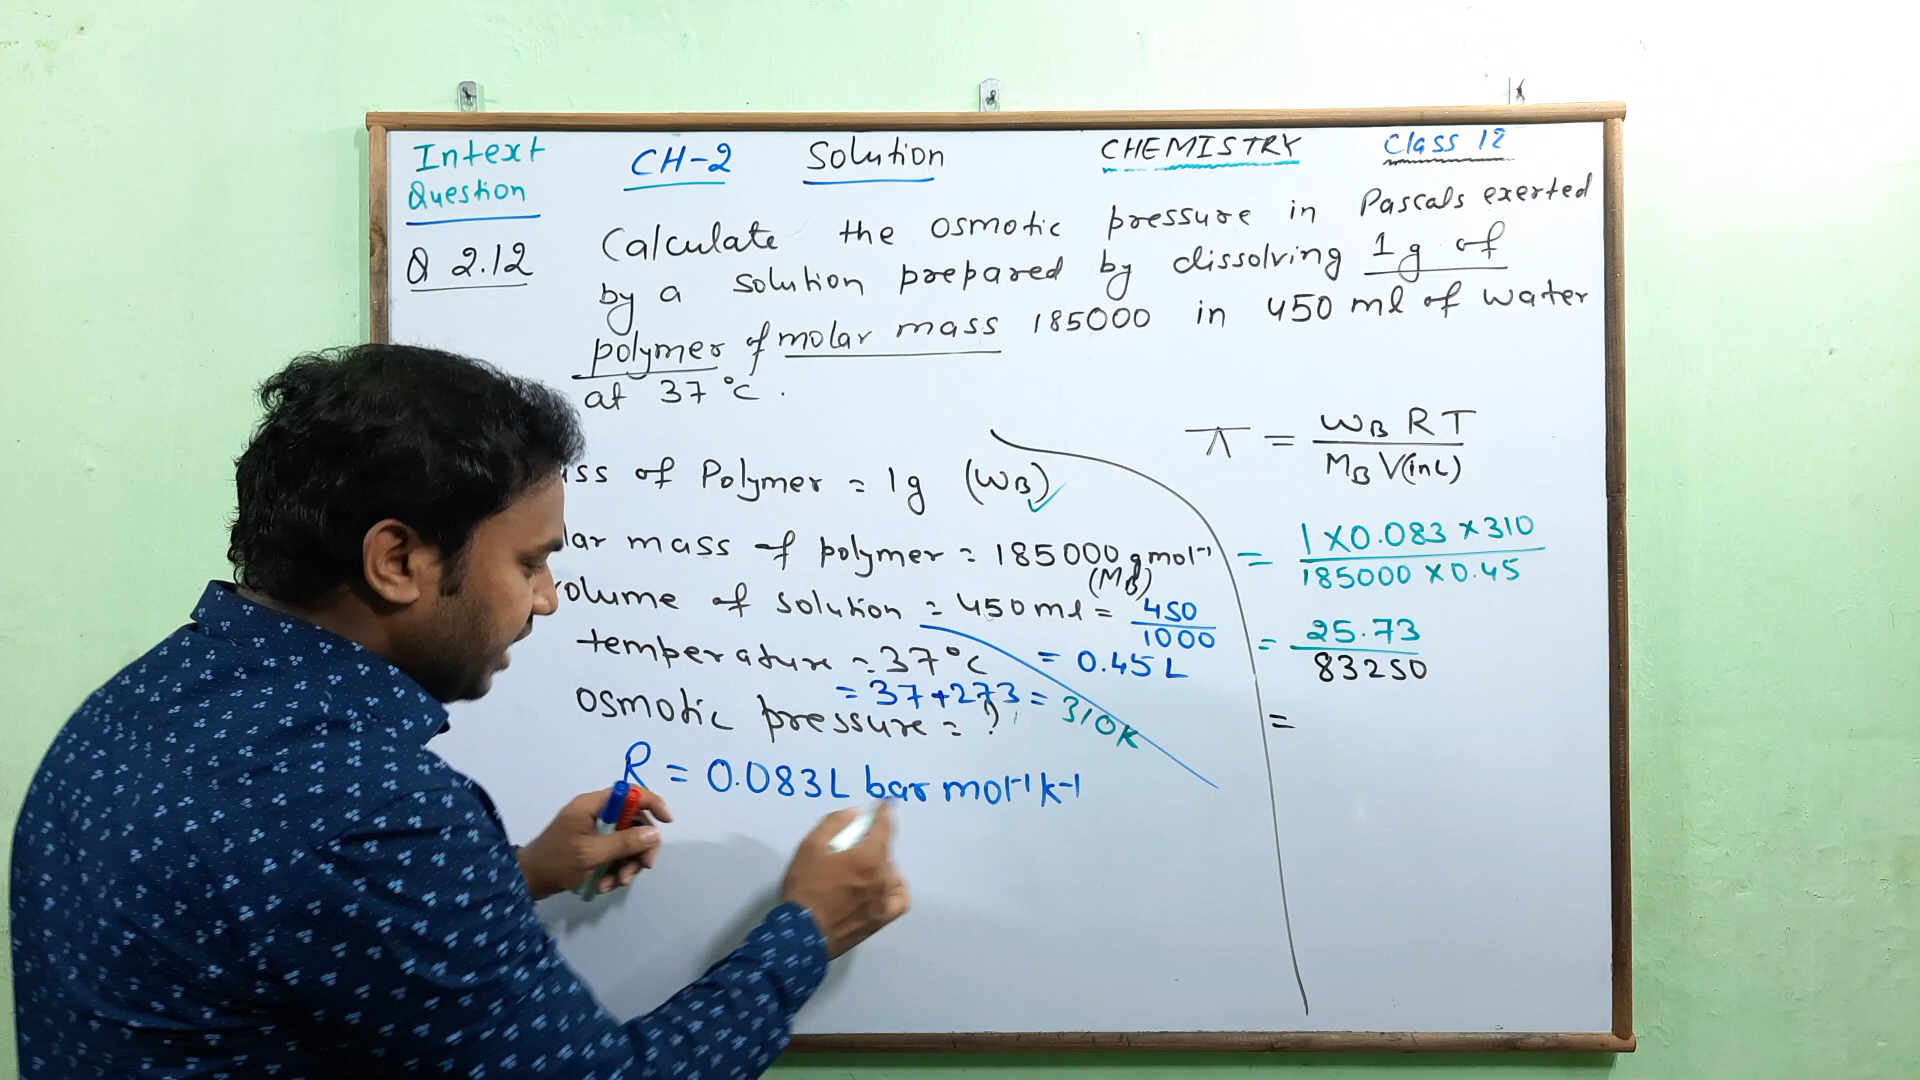 Intext Question
CH-2 Solution CHEMISTRY Class 12
Q 2.12
Calculate the osmotic pressure in Pascals exerted
by a solution prepared by dissolving 1g of
polymer of molar mass 185000 in 450 ml of water
at 37 °C.
ss of Polymer = 1g (WB) ✓
lar mass of polymer = 185000 g mol⁻¹
(MB)
olume of solution = 450 ml = 450/1000
= 0.45 L
temperature = 37 °C
= 37+273 = 310K
osmotic pressure = ?
R = 0.083 L bar mol⁻¹ k⁻¹
π = WB R T / MB V(in L)
= 1 X 0.083 X 310 / 185000 X 0.45
= 25.73 / 83250
=